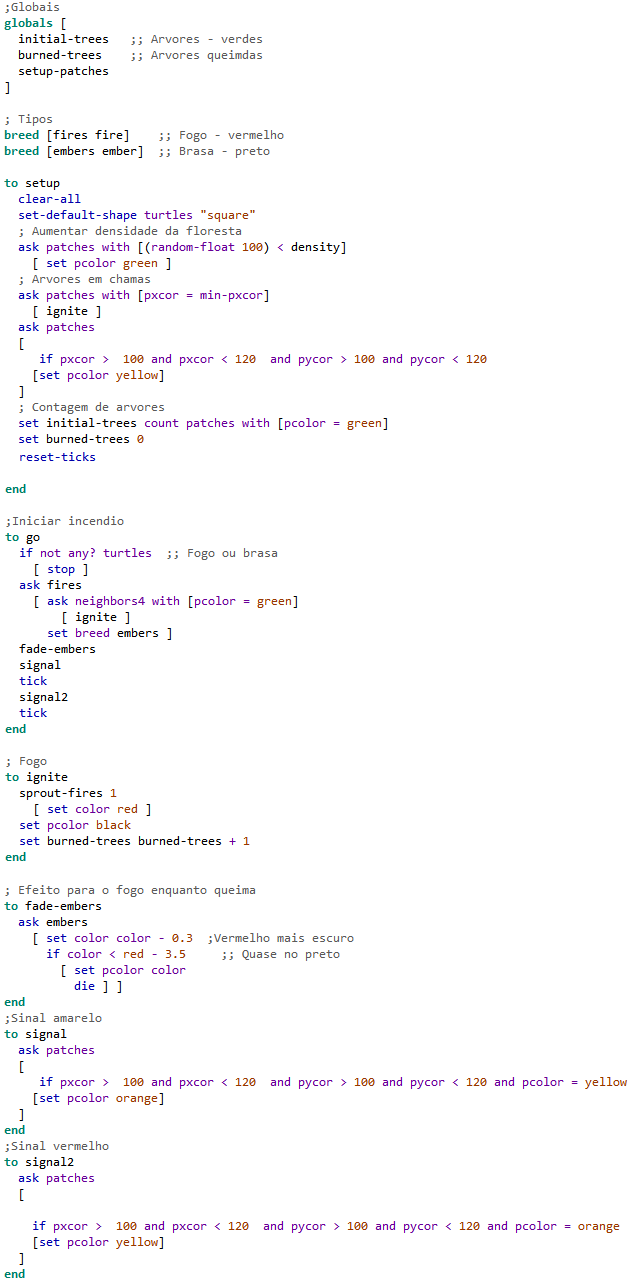 ;Globais
globals [
  initial-trees   ;; Arvores - verdes
  burned-trees    ;; Arvores queimdas
  setup-patches
]

; Tipos
breed [fires fire]    ;; Fogo - vermelho
breed [embers ember]  ;; Brasa - preto

to setup
  clear-all
  set-default-shape turtles "square"
  ; Aumentar densidade da floresta
  ask patches with [(random-float 100) < density]
    [ set pcolor green ]
  ; Arvores em chamas
  ask patches with [pxcor = min-pxcor]
    [ ignite ]
  ask patches
  [
     if pxcor >  100 and pxcor < 120  and pycor > 100 and pycor < 120
    [set pcolor yellow]
  ]
  ; Contagem de arvores
  set initial-trees count patches with [pcolor = green]
  set burned-trees 0
  reset-ticks

end

;Iniciar incendio
to go
  if not any? turtles  ;; Fogo ou brasa
    [ stop ]
  ask fires
    [ ask neighbors4 with [pcolor = green]
        [ ignite ]
      set breed embers ]
  fade-embers
  signal
  tick
  signal2
  tick
end

; Fogo
to ignite
  sprout-fires 1
    [ set color red ]
  set pcolor black
  set burned-trees burned-trees + 1
end

; Efeito para o fogo enquanto queima
to fade-embers
  ask embers
    [ set color color - 0.3  ;Vermelho mais escuro
      if color < red - 3.5     ;; Quase no preto
        [ set pcolor color
          die ] ]
end
;Sinal amarelo
to signal
  ask patches
  [
     if pxcor >  100 and pxcor < 120  and pycor > 100 and pycor < 120 and pcolor = yellow
    [set pcolor orange]
  ]
end
;Sinal vermelho
to signal2
  ask patches
  [

    if pxcor >  100 and pxcor < 120  and pycor > 100 and pycor < 120 and pcolor = orange
    [set pcolor yellow]
  ]
end